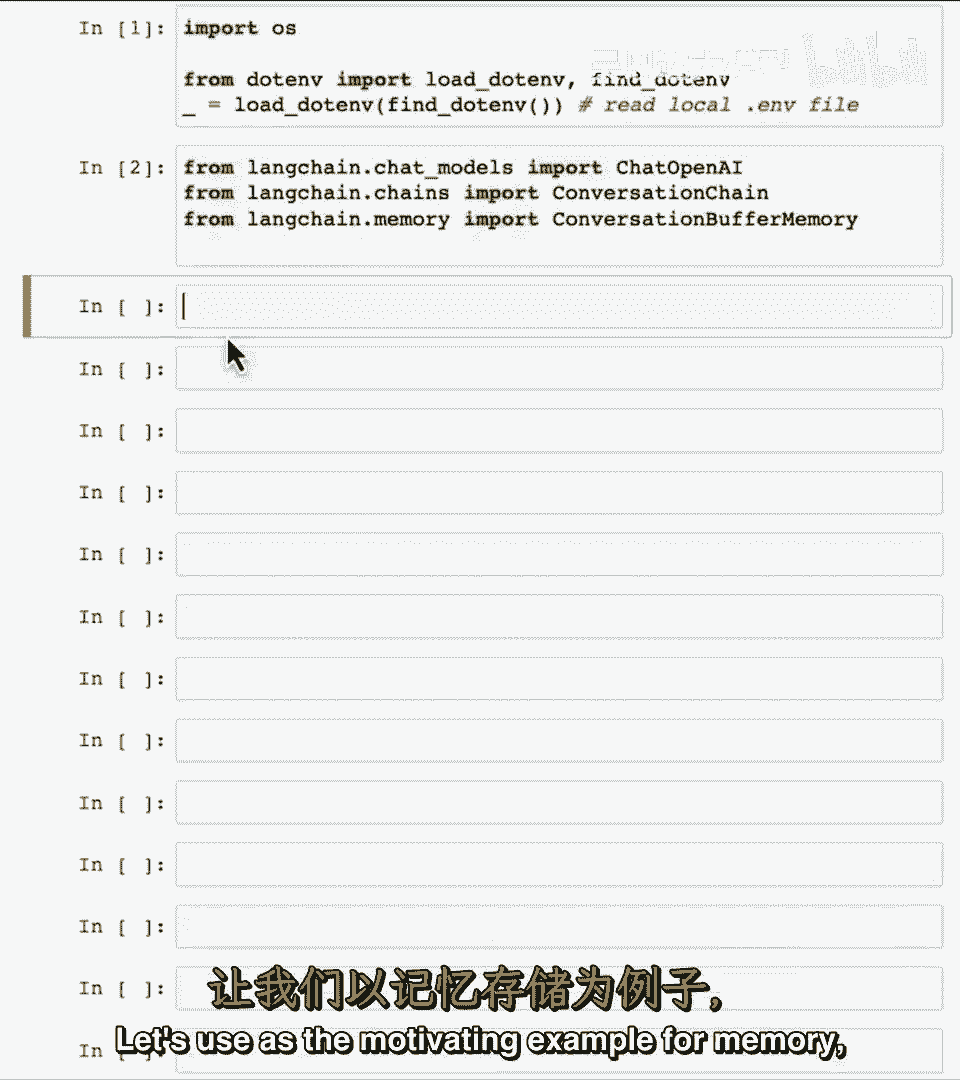 In [1]: import os
from dotenv import load_dotenv, find_dotenv
_ = load_dotenv(find_dotenv()) # read local .env file
In [2]: from langchain.chat_models import ChatOpenAI
from langchain.chains import ConversationChain
from langchain.memory import ConversationBufferMemory
In [ ]:
In [ ]:
In [ ]:
In [ ]:
In [ ]:
In [ ]:
In [ ]:
In [ ]:
In [ ]:
In [ ]:
In [ ]:
In [ ]:
让我们以记忆存储为例子,
In
Let's use as the motivating example for memory,